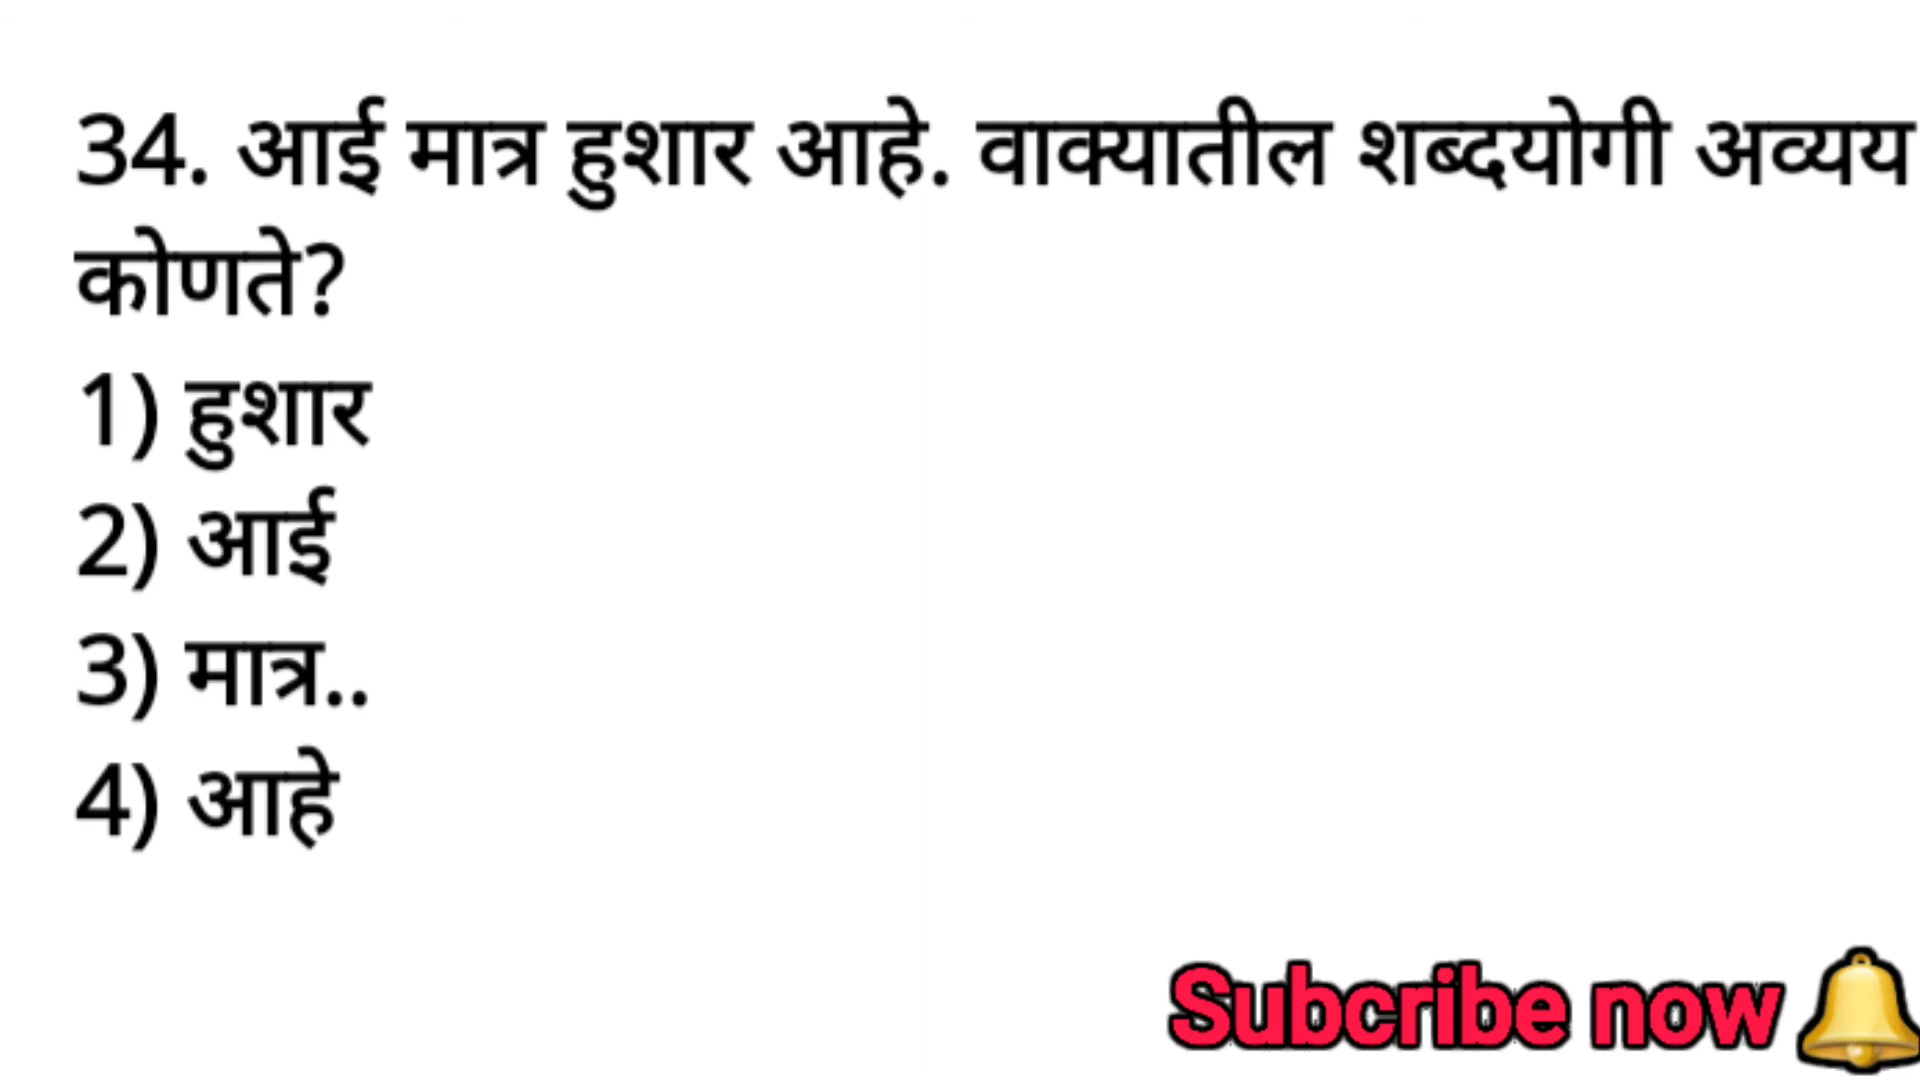 34. आई मात्र हुशार आहे. वाक्यातील शब्दयोगी अव्यय
कोणते?
1) हुशार
2) आई
3) मात्र..
4) आहे
Subcribe now